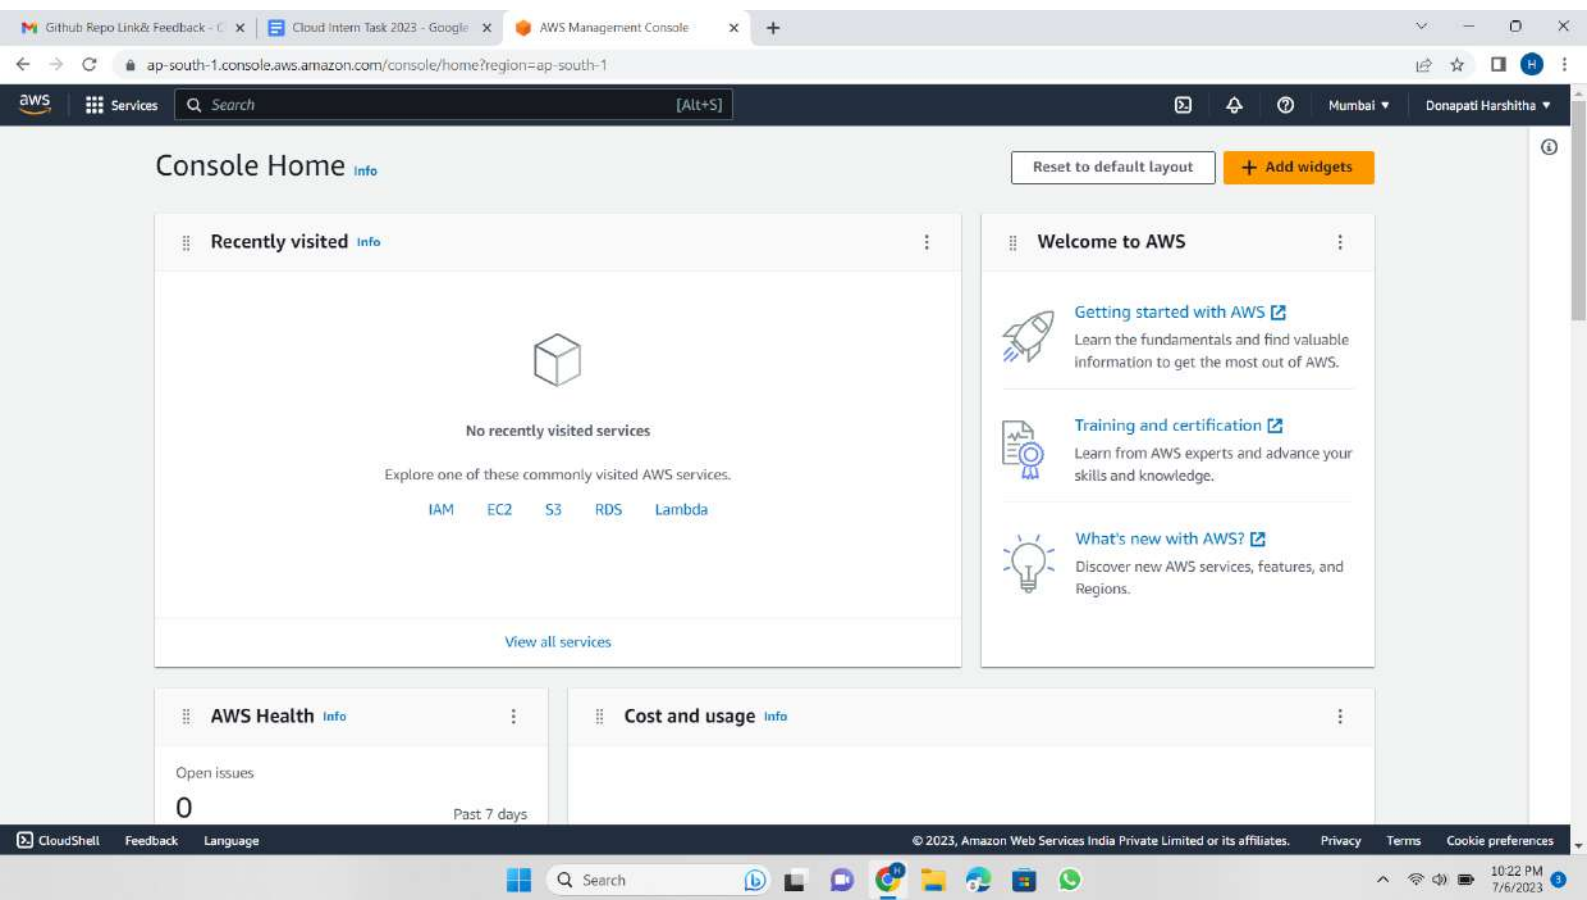 Github Repo Link& Feedback - C
Cloud Intern Task 2023 - Google
AWS Management Console
ap-south-1.console.aws.amazon.com/console/home?region=ap-south-1
H
aws
Services
Search
[Alt+S]
Mumbai
Donapati Harshitha
Console Home Info
Reset to default layout
+ Add widgets
Recently visited Info
Welcome to AWS
Getting started with AWS
Learn the fundamentals and find valuable
information to get the most out of AWS.
No recently visited services
Explore one of these commonly visited AWS services.
IAM EC2 S3 RDS Lambda
Training and certification
Learn from AWS experts and advance your
skills and knowledge.
What's new with AWS?
Discover new AWS services, features, and
Regions.
View all services
AWS Health Info
Cost and usage Info
Open issues
0
Past 7 days
CloudShell Feedback Language
© 2023, Amazon Web Services India Private Limited or its affiliates. Privacy Terms Cookie preferences
Search
10:22 PM
7/6/2023
3